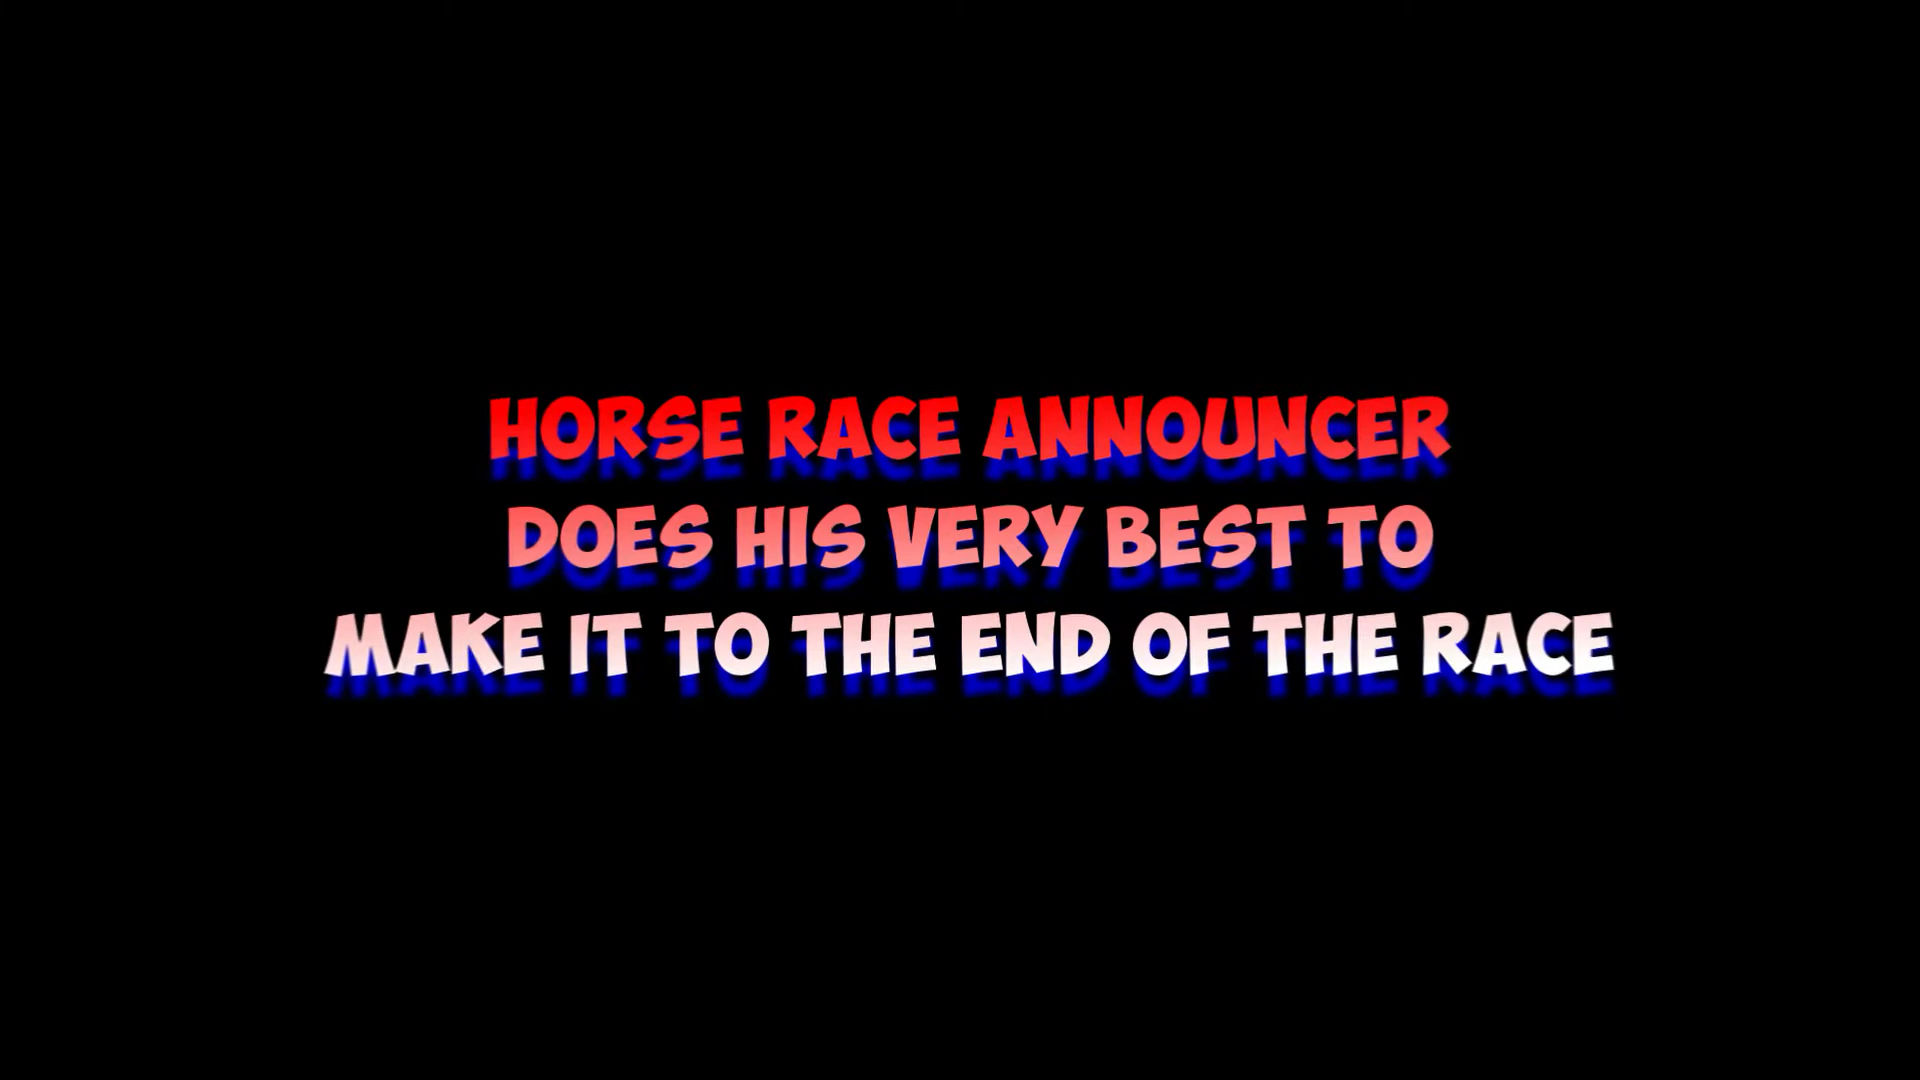 HORSE RACE ANNOUNCER
DOES HIS VERY BEST TO
MAKE IT TO THE END OF THE RACE